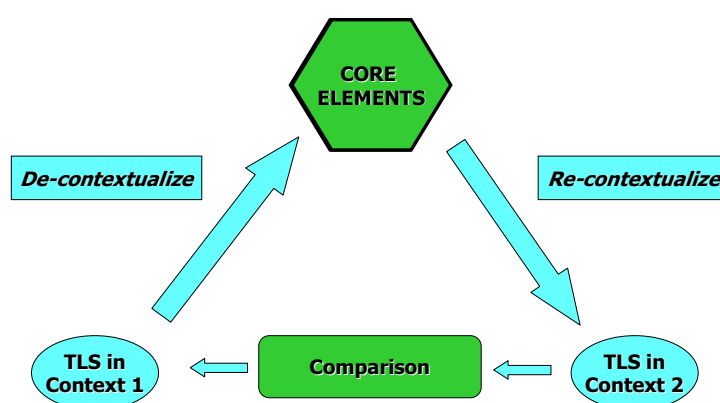 CORE
ELEMENTS
De-contextualize
Re-contextualize
TLS in
Context 1
Comparison
TLS in
Context 2